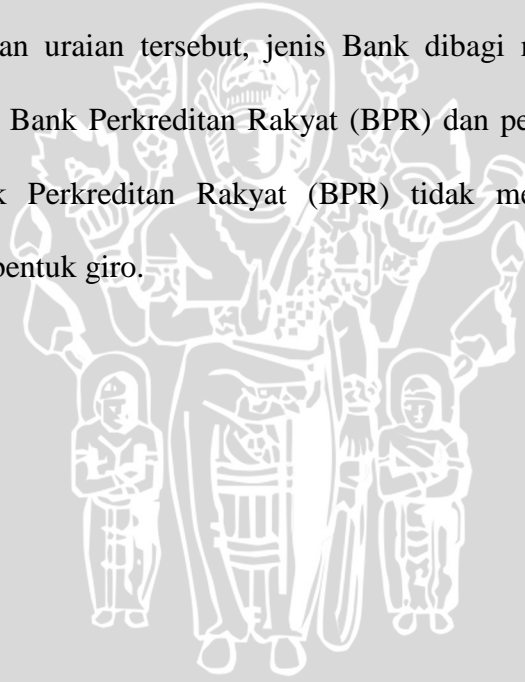 an uraian tersebut, jenis Bank dibagi
Bank Perkreditan Rakyat (BPR) dan pe
k Perkreditan Rakyat (BPR) tidak me
bentuk giro.